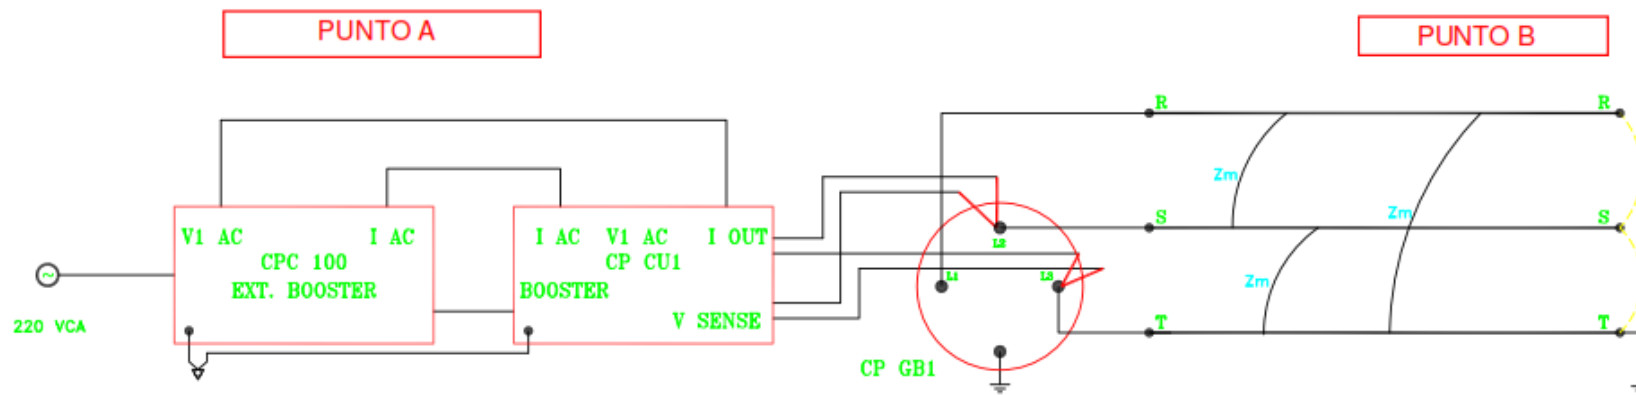 PUNTO A
PUNTO B
R
R
V1 AC
I AC
I AC
V1 AC
I OUT
CPC 100
CP CU1
EXT. BOOSTER
BOOSTER
V SENSE
220 VCA
L2
L1
L3
CP GB1
Zm
Zm
Zm
S
S
T
T
~